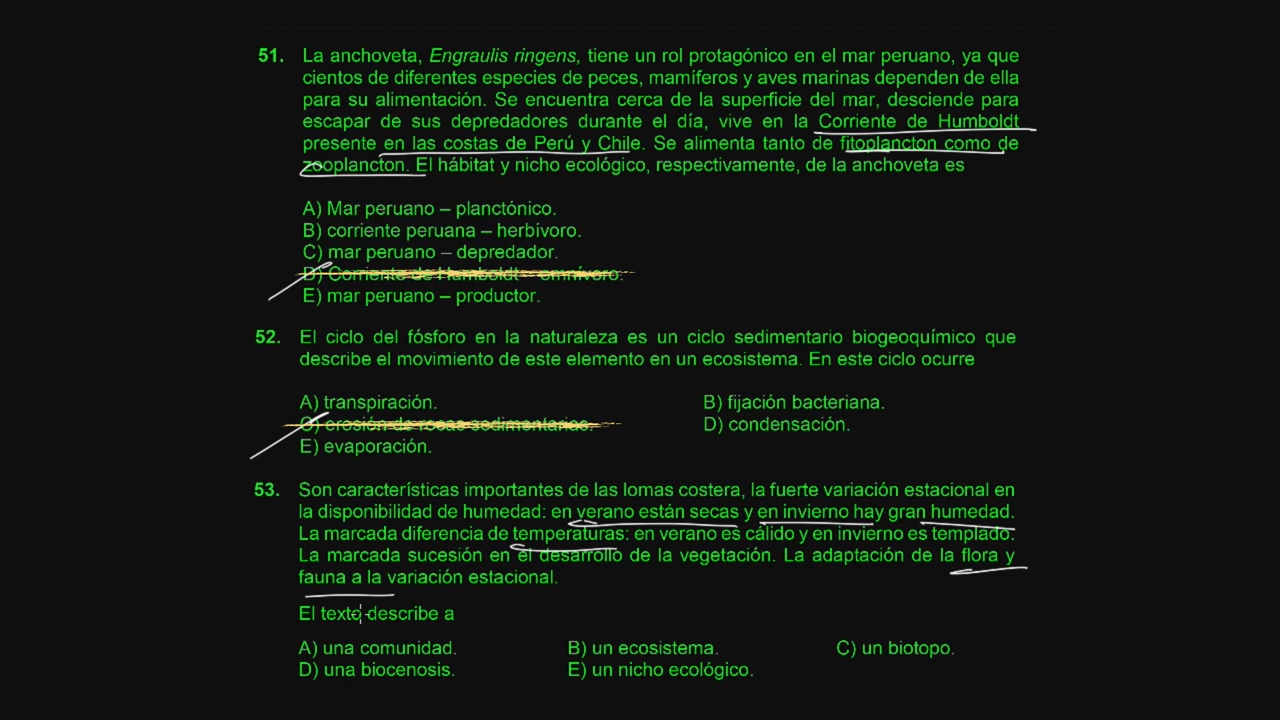 51. La anchoveta, Engraulis ringens, tiene un rol protagónico en el mar peruano, ya que
cientos de diferentes especies de peces, mamíferos y aves marinas dependen de ella
para su alimentación. Se encuentra cerca de la superficie del mar, desciende para
escapar de sus depredadores durante el día, vive en la Corriente de Humboldt
presente en las costas de Perú y Chile. Se alimenta tanto de fitoplancton como de
zooplancton. El hábitat y nicho ecológico, respectivamente, de la anchoveta es
A) Mar peruano – planctónico.
B) corriente peruana – herbívoro.
C) mar peruano – depredador.
D) Corriente de Humboldt – omnívoro.
E) mar peruano – productor.
52. El ciclo del fósforo en la naturaleza es un ciclo sedimentario biogeoquímico que
describe el movimiento de este elemento en un ecosistema. En este ciclo ocurre
A) transpiración. B) fijación bacteriana.
C) erosión de rocas sedimentarias. D) condensación.
E) evaporación.
53. Son características importantes de las lomas costera, la fuerte variación estacional en
la disponibilidad de humedad: en verano están secas y en invierno hay gran humedad.
La marcada diferencia de temperaturas: en verano es cálido y en invierno es templado.
La marcada sucesión en el desarrollo de la vegetación. La adaptación de la flora y
fauna a la variación estacional.
El texto describe a
A) una comunidad. B) un ecosistema. C) un biotopo.
D) una biocenosis. E) un nicho ecológico.